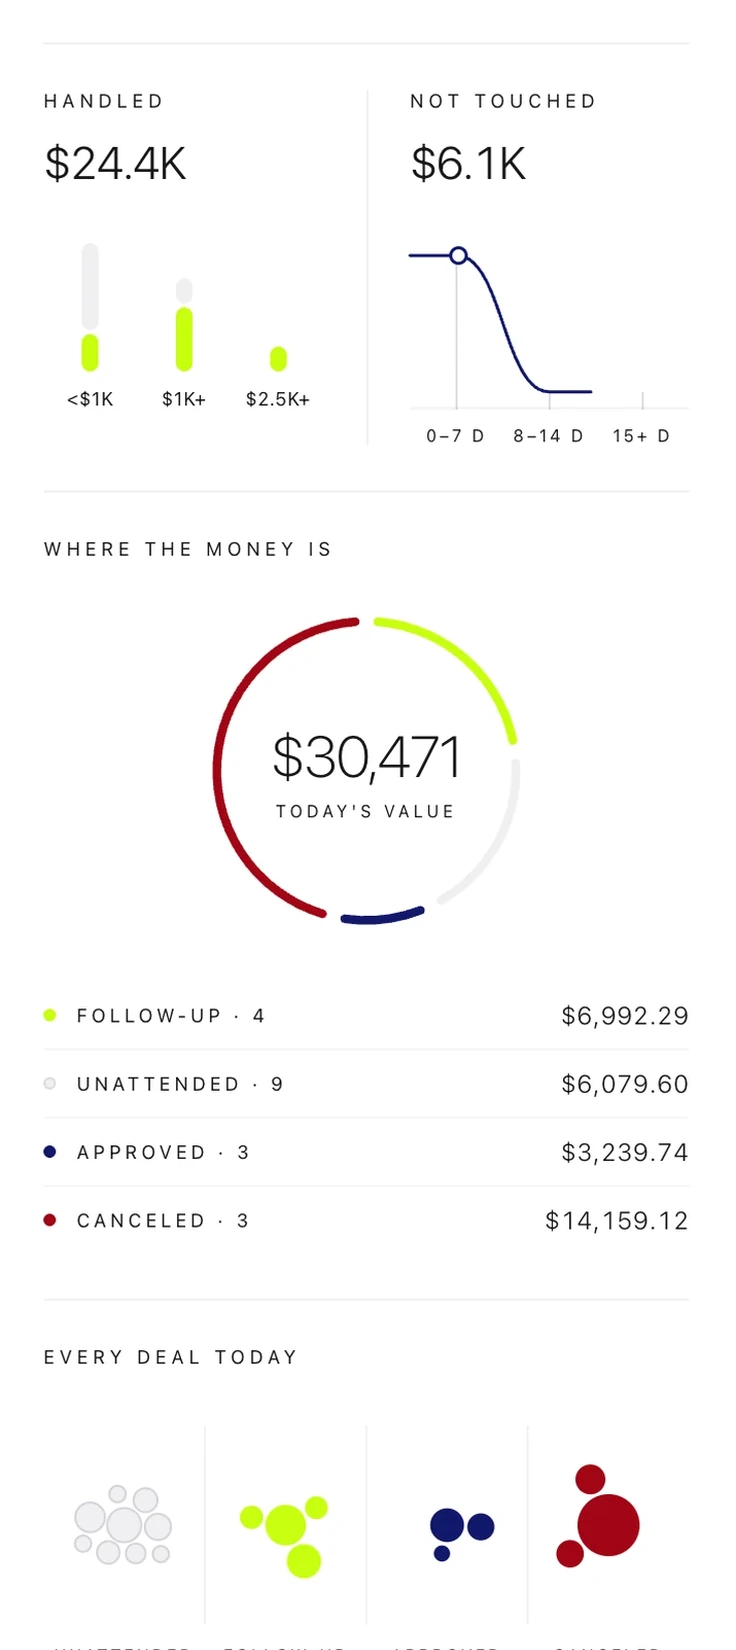 HANDLED
$24.4K
<$1K $1K+ $2.5K+
NOT TOUCHED
$6.1K
0–7 D 8–14 D 15+ D
WHERE THE MONEY IS
$30,471
TODAY'S VALUE
FOLLOW-UP · 4 $6,992.29
UNATTENDED · 9 $6,079.60
APPROVED · 3 $3,239.74
CANCELED · 3 $14,159.12
EVERY DEAL TODAY